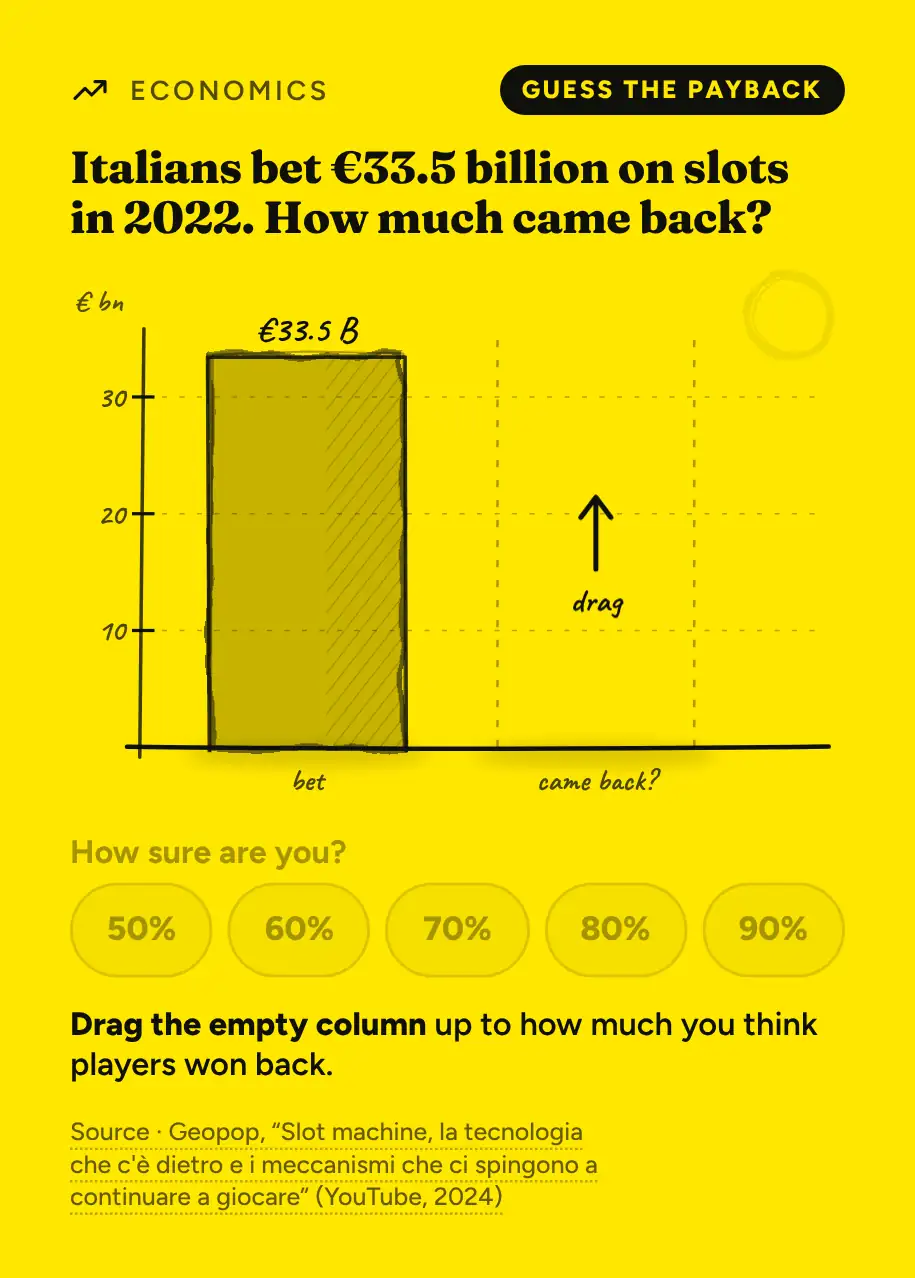 ECONOMICS
GUESS THE PAYBACK
Italians bet €33.5 billion on slots
in 2022. How much came back?
€ bn
€33.5 B
30
20
10
drag
bet
came back?
How sure are you?
50%
60%
70%
80%
90%
Drag the empty column up to how much you think
players won back.
Source · Geopop, “Slot machine, la tecnologia
che c'è dietro e i meccanismi che ci spingono a
continuare a giocare” (YouTube, 2024)